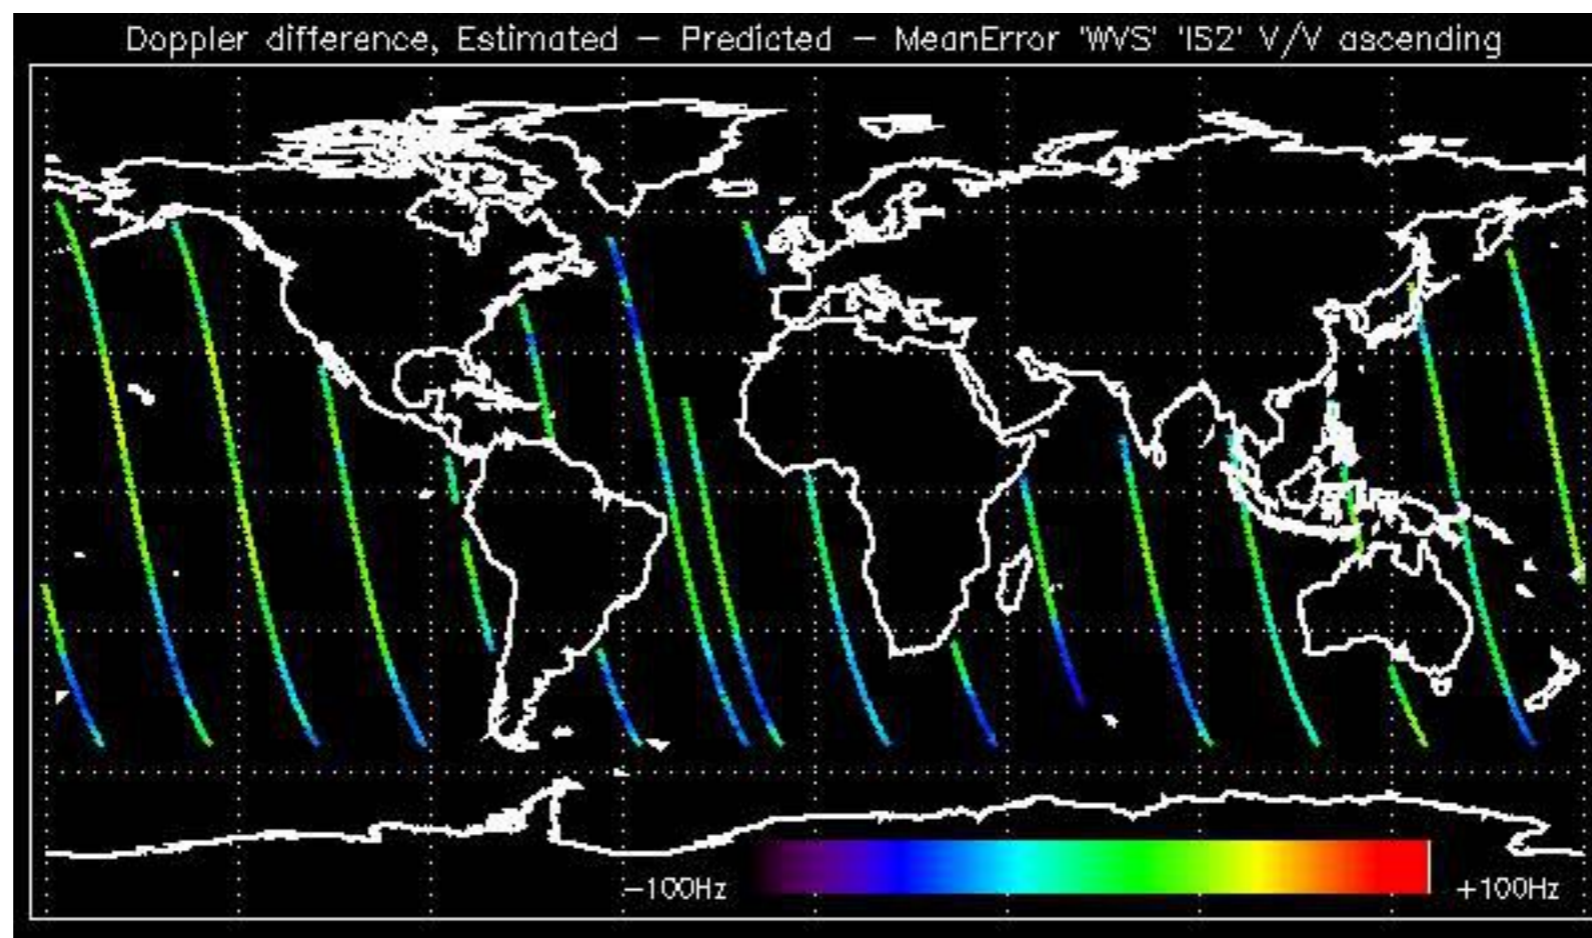 Doppler difference, Estimated - Predicted - MeanError 'WVS' 'IS2' V/V ascending
-100Hz
+100Hz